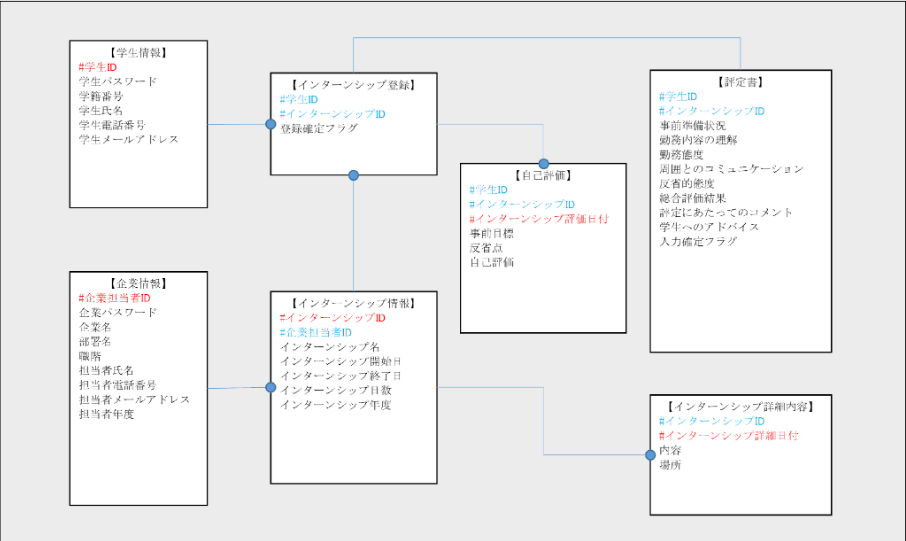 【学生情報】
#学生ID
学生パスワード
学籍番号
学生氏名
学生電話番号
学生メールアドレス
【インターンシップ登録】
#学生ID
#インターンシップID
登録確定フラグ
【評定書】
#学生ID
#インターンシップID
事前準備状況
勤務内容の理解
勤務態度
周囲とのコミュニケーション
反省的態度
総合評価結果
評定にあたってのコメント
学生へのアドバイス
入力確定フラグ
【自己評価】
#学生ID
#インターンシップID
#インターンシップ評価日付
事前目標
反省点
自己評価
【企業情報】
#企業担当者ID
企業パスワード
企業名
部署名
職階
担当者氏名
担当者電話番号
担当者メールアドレス
担当者年度
【インターンシップ情報】
#インターンシップID
#企業担当者ID
インターンシップ名
インターンシップ開始日
インターンシップ終了日
インターンシップ日数
インターンシップ年度
【インターンシップ詳細内容】
#インターンシップID
#インターンシップ詳細日付
内容
場所